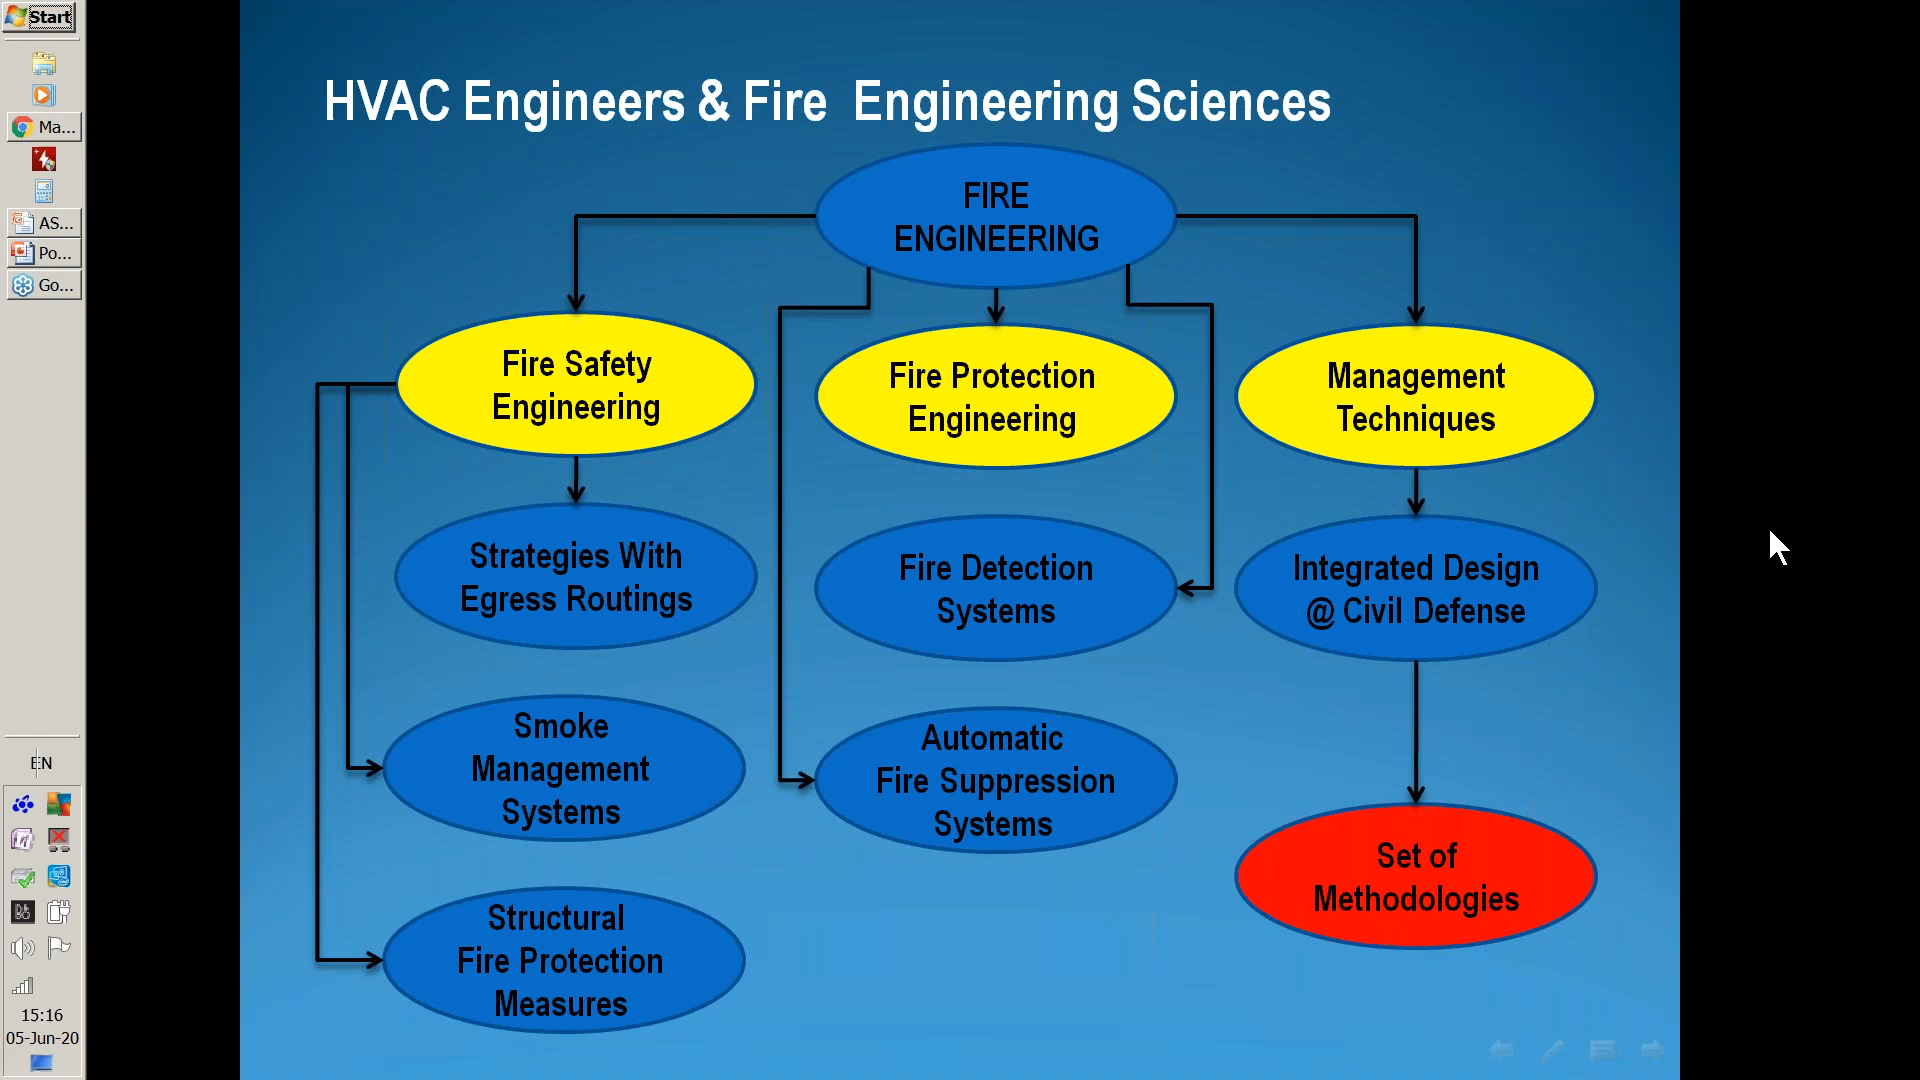 Start
Ma...
AS...
Po...
Go...
EN
15:16
05-Jun-20
HVAC Engineers & Fire  Engineering Sciences
FIRE
ENGINEERING
Fire Safety
Engineering
Fire Protection
Engineering
Management
Techniques
Strategies With
Egress Routings
Fire Detection
Systems
Integrated Design
@ Civil Defense
Smoke
Management
Systems
Automatic
Fire Suppression
Systems
Set of
Methodologies
Structural
Fire Protection
Measures